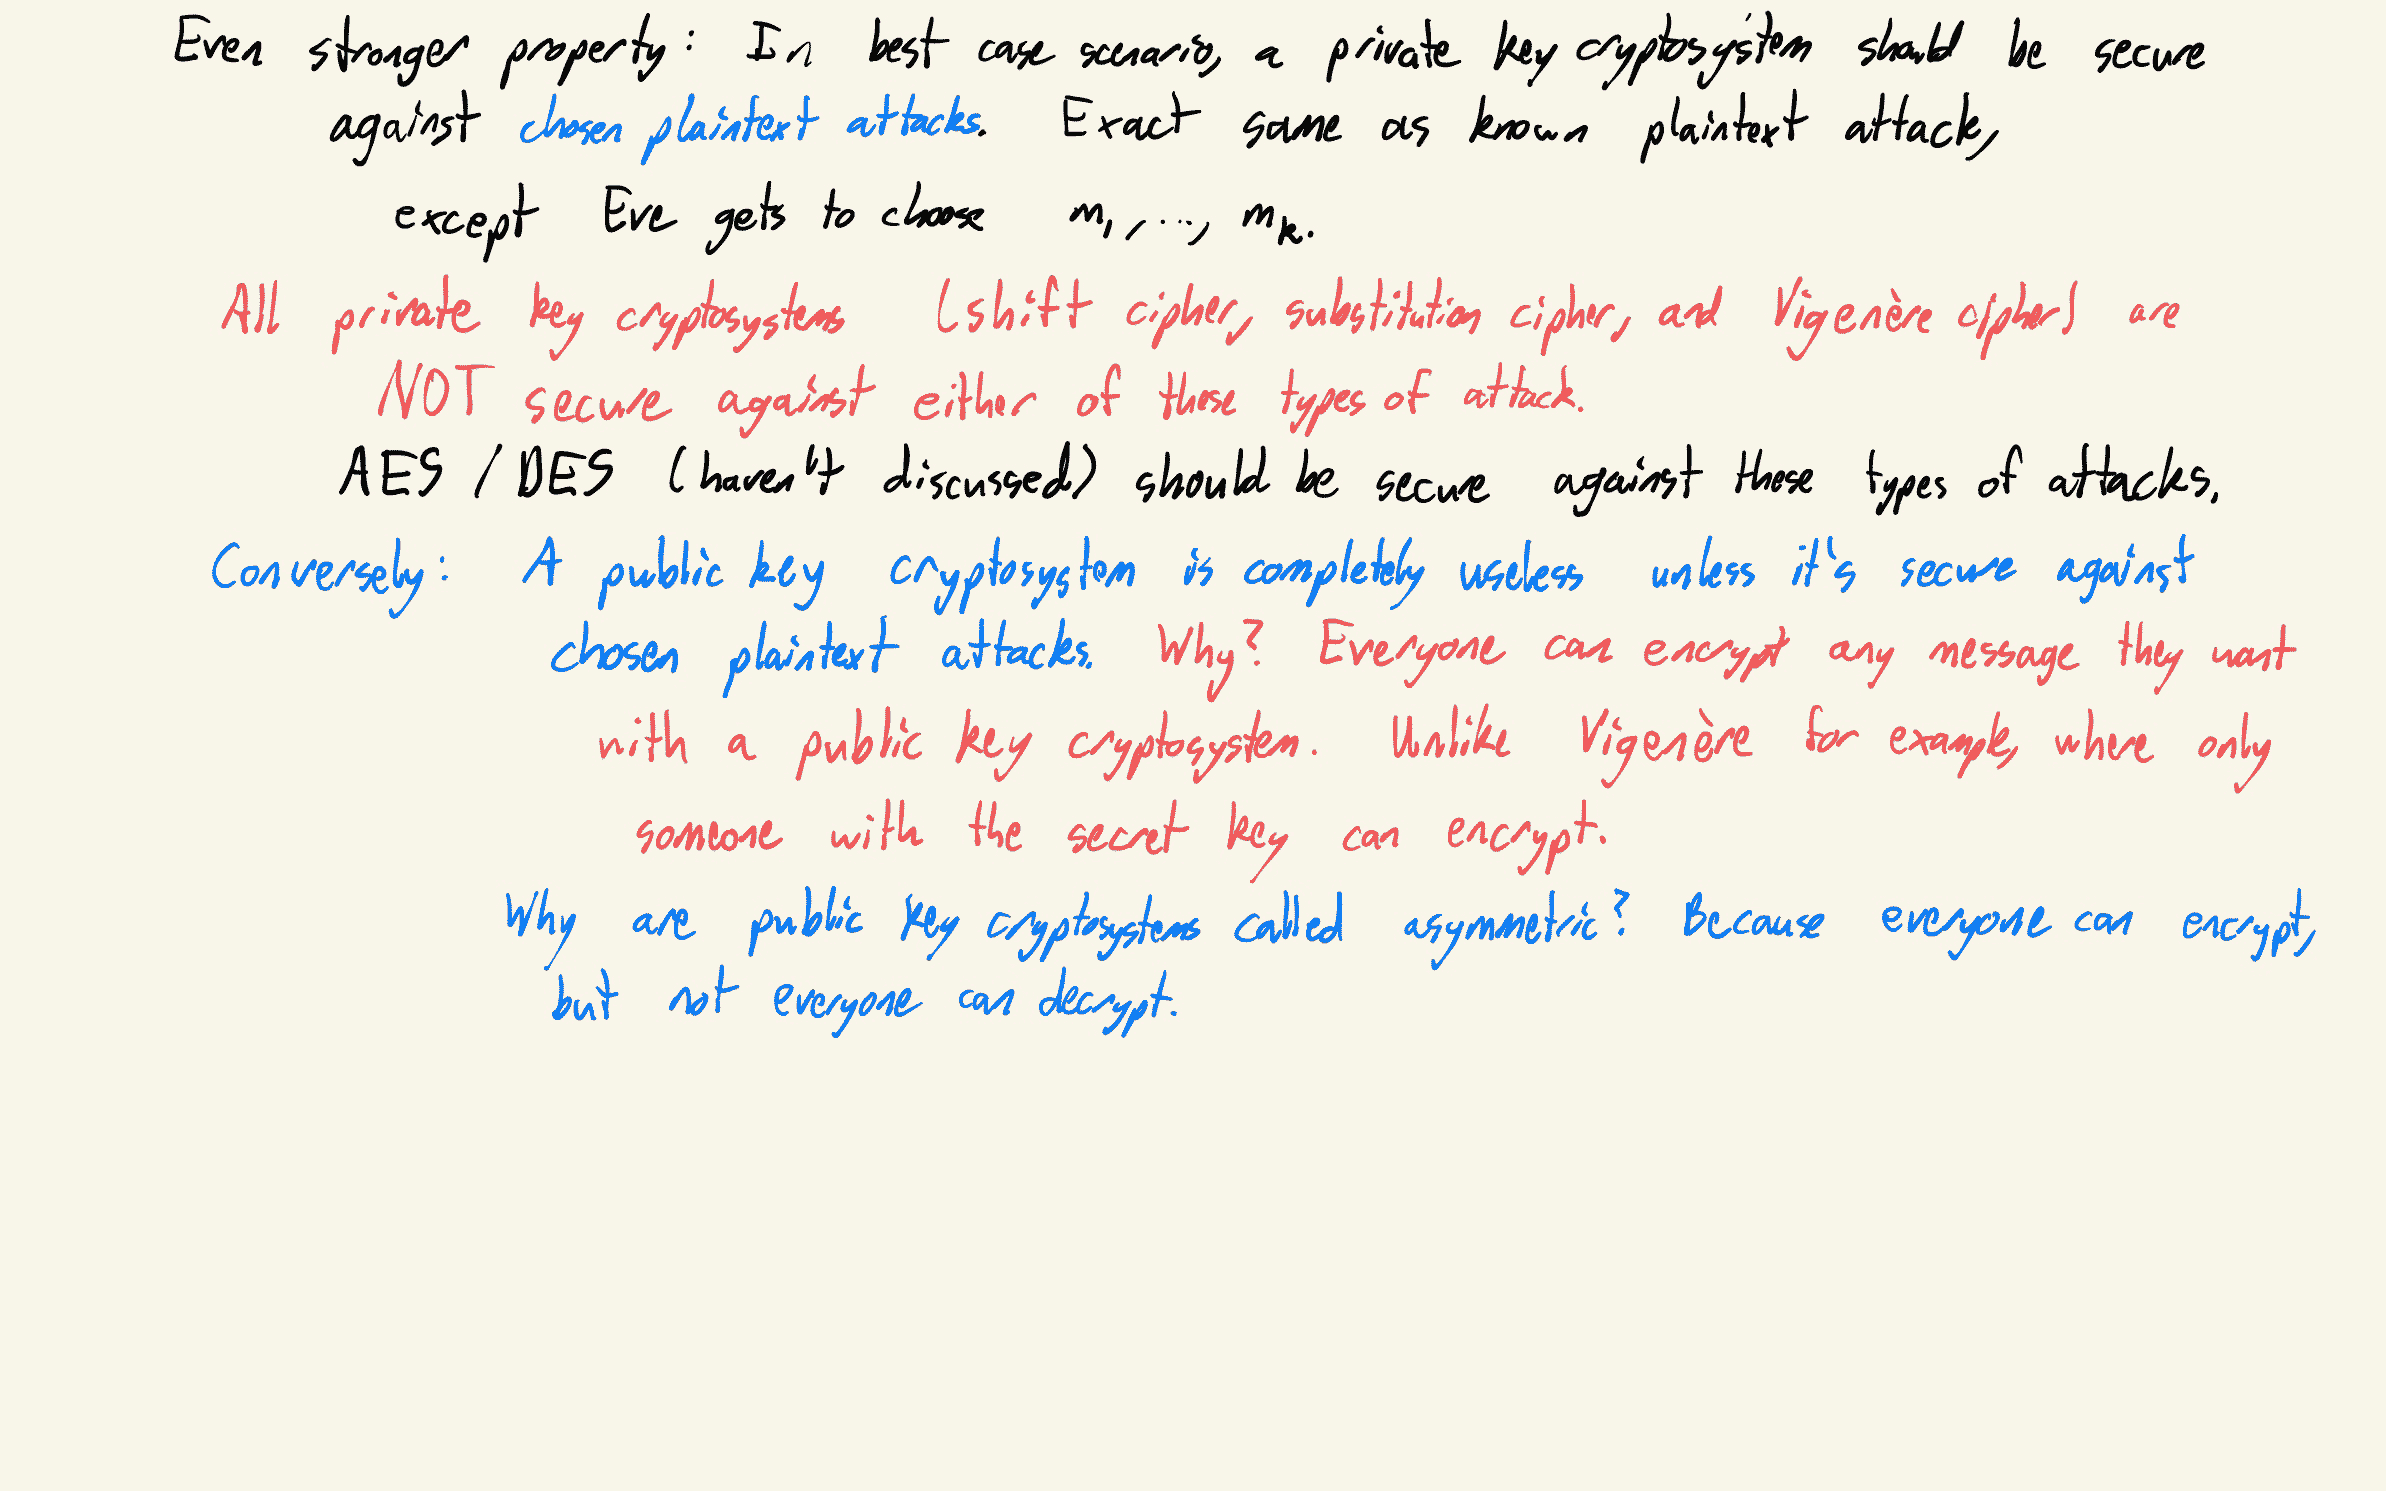 Even stronger property: In best case scenario, a private key cryptosystem should be secure
against chosen plaintext attacks. Exact same as known plaintext attack,
except Eve gets to choose m₁, ..., mₖ.
All private key cryptosystems (shift cipher, substitution cipher, and Vigenère cipher) are
NOT secure against either of these types of attack.
AES / DES (haven't discussed) should be secure against these types of attacks.
Conversely: A public key cryptosystem is completely useless unless it's secure against
chosen plaintext attacks. Why? Everyone can encrypt any message they want
with a public key cryptosystem. Unlike Vigenère for example, where only
someone with the secret key can encrypt.
Why are public key cryptosystems called asymmetric? Because everyone can encrypt,
but not everyone can decrypt.